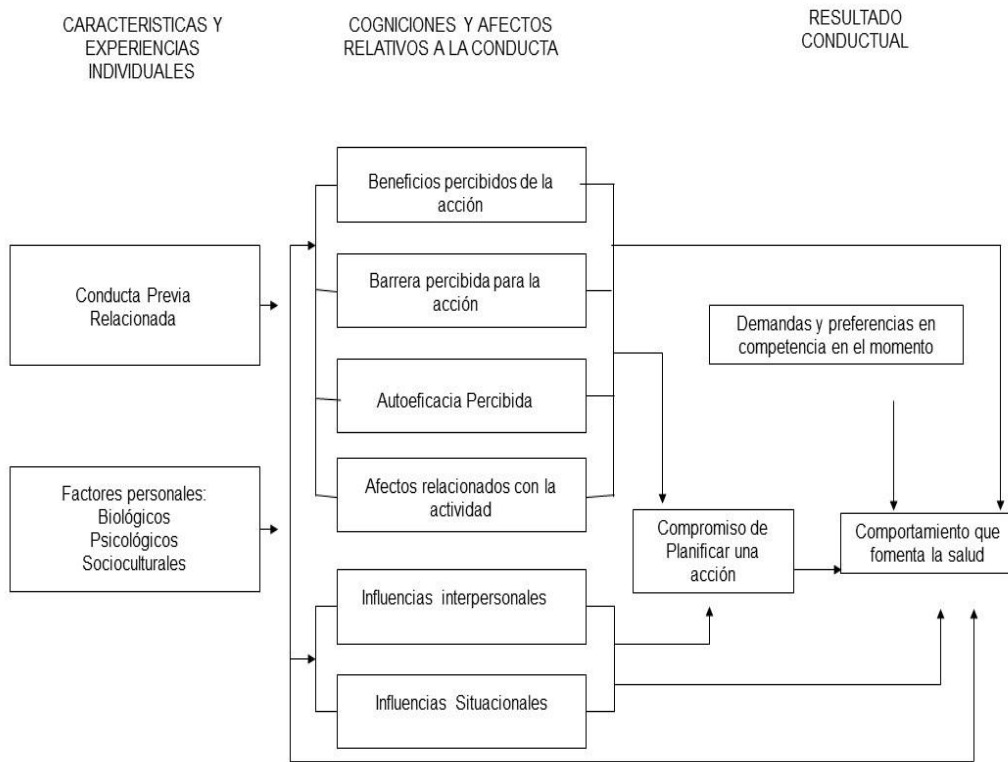 CARACTERISTICAS Y
EXPERIENCIAS
INDIVIDUALES
COGNICIONES Y AFECTOS
RELATIVOS A LA CONDUCTA
RESULTADO
CONDUCTUAL
Conducta Previa
Relacionada
Factores personales:
Biológicos
Psicológicos
Socioculturales
Beneficios percibidos de la
acción
Barrera percibida para la
acción
Autoeficacia Percibida
Afectos relacionados con la
actividad
Influencias interpersonales
Influencias Situacionales
Demandas y preferencias en
competencia en el momento
Compromiso de
Planificar una
acción
Comportamiento que
fomenta la salud